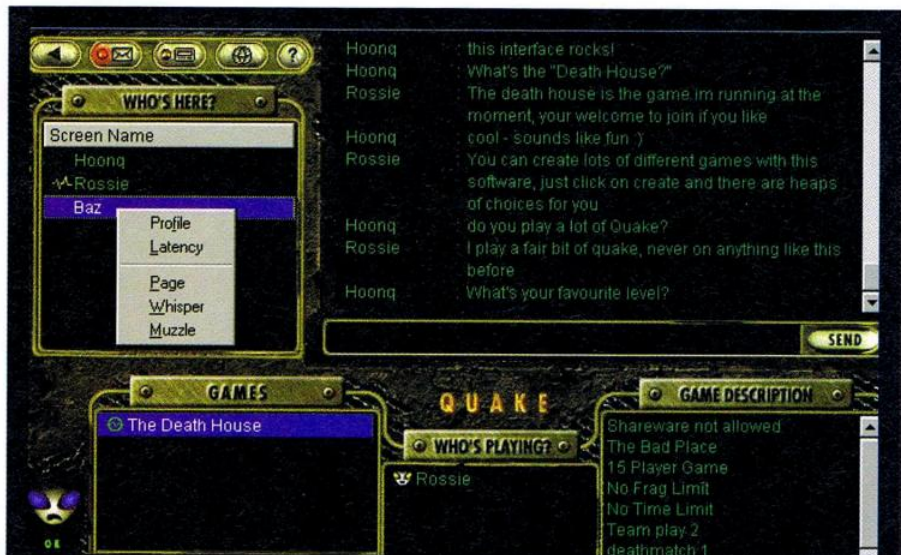 ?
WHO'S HERE?
Screen Name
Hoonq
Rossie
Baz
Profile
Latency
Page
Whisper
Muzzle
Hoonq : this interface rocks!
Hoonq : What's the "Death House?"
Rossie : The death house is the game im running at the
moment, your welcome to join if you like
Hoonq : cool - sounds like fun :)
Rossie : You can create lots of different games with this
software, just click on create and there are heaps
of choices for you
Hoonq : do you play a lot of Quake?
Rossie : I play a fair bit of quake, never on anything like this
before
Hoonq : What's your favourite level?
SEND
GAMES
The Death House
QUAKE
WHO'S PLAYING?
Rossie
GAME DESCRIPTION
Shareware not allowed
The Bad Place
15 Player Game
No Frag Limit
No Time Limit
Team play 2
deathmatch 1
OK